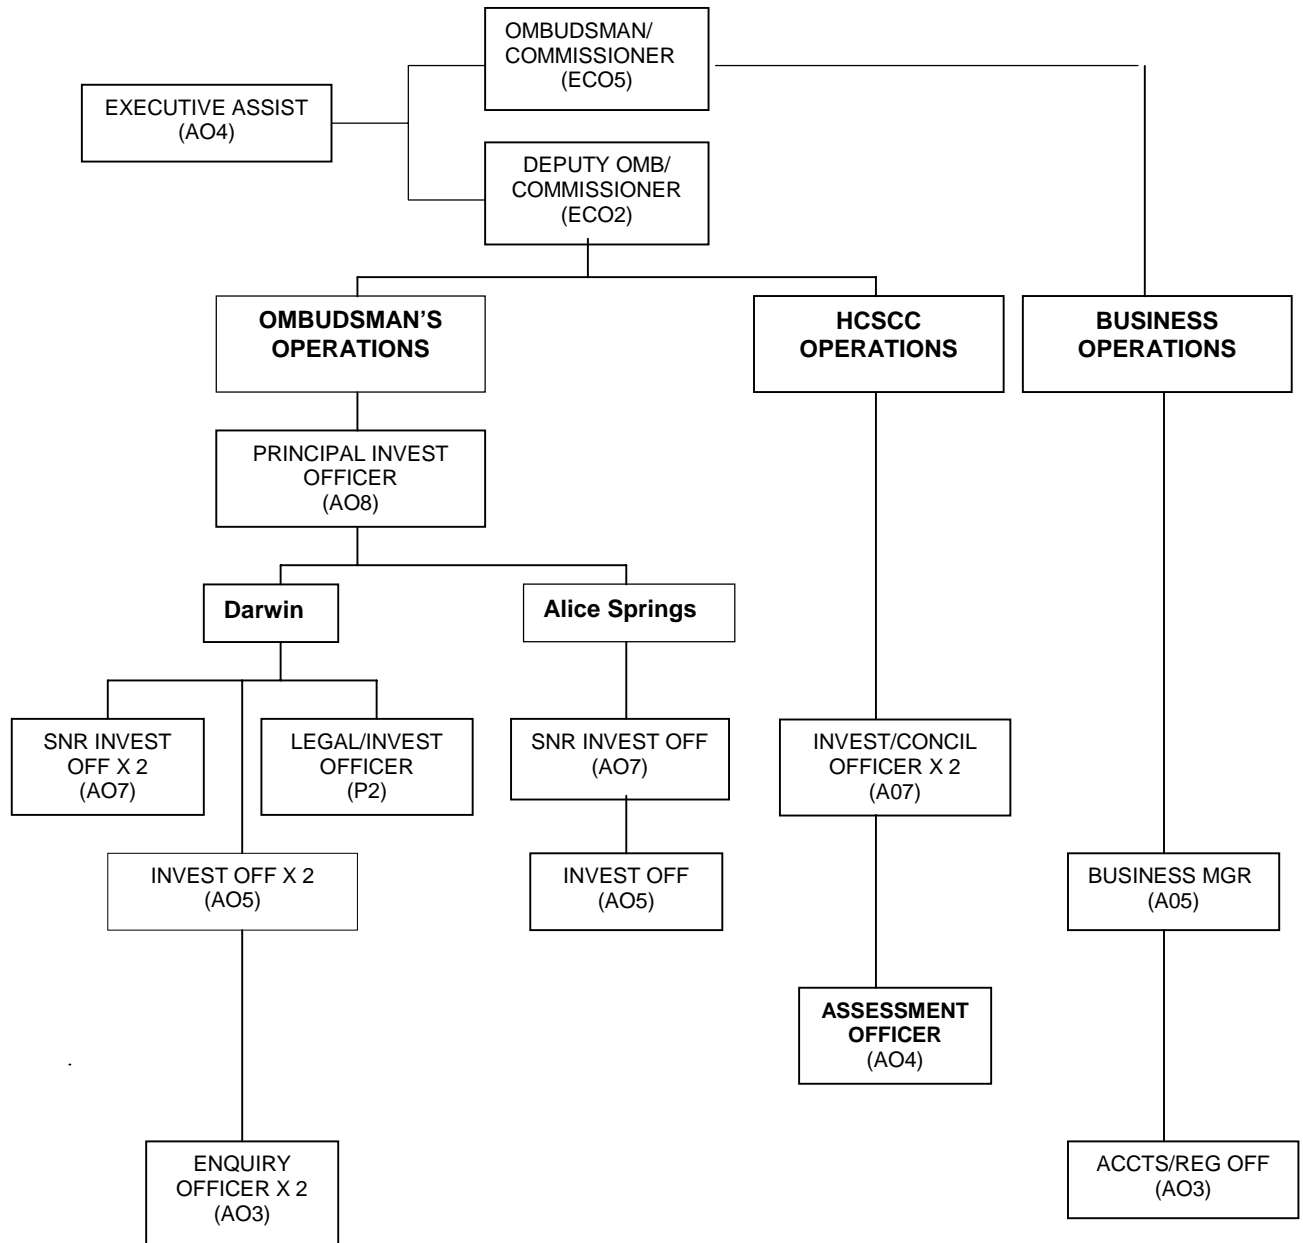 OMBUDSMAN/
COMMISSIONER
(ECO5)
EXECUTIVE ASSIST
(AO4)
DEPUTY OMB/
COMMISSIONER
(ECO2)
OMBUDSMAN'S
OPERATIONS
HCSCC
OPERATIONS
BUSINESS
OPERATIONS
PRINCIPAL INVEST
OFFICER
(AO8)
Darwin
Alice Springs
SNR INVEST
OFF X 2
(AO7)
LEGAL/INVEST
OFFICER
(P2)
SNR INVEST OFF
(AO7)
INVEST/CONCIL
OFFICER X 2
(A07)
INVEST OFF X 2
(AO5)
INVEST OFF
(AO5)
BUSINESS MGR
(A05)
ASSESSMENT
OFFICER
(AO4)
ENQUIRY
OFFICER X 2
(AO3)
ACCTS/REG OFF
(AO3)